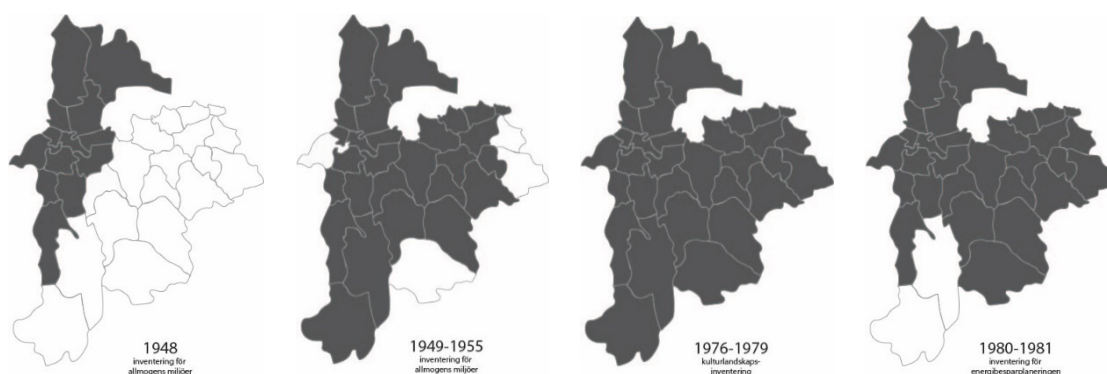 1948
inventering för
allmogens miljöer
1949-1955
inventering för
allmogens miljöer
1976-1979
kulturlandskaps-
inventering
1980-1981
inventering för
energibesparplaneringen